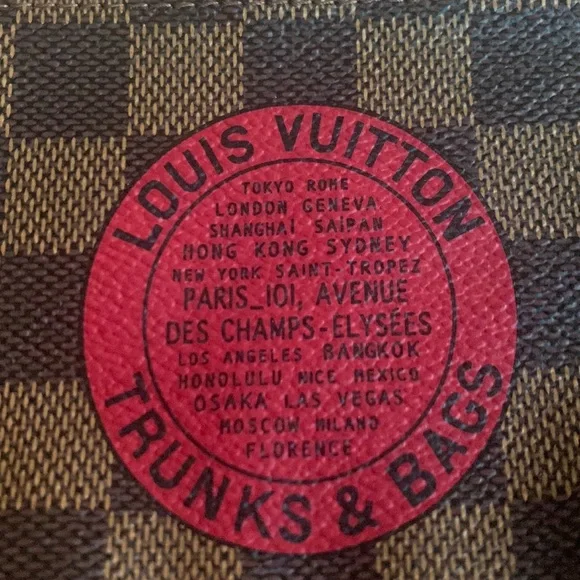 LOUIS VUITTON
TOKYO ROME
LONDON GENEVA
SHANGHAI SAIPAN
HONG KONG SYDNEY
NEW YORK SAINT-TROPEZ
PARIS_101, AVENUE
DES CHAMPS-ELYSÉES
LOS ANGELES BANGKOK
HONOLULU NICE MEXICO
OSAKA LAS VEGAS
MOSCOW MILANO
FLORENCE
TRUNKS & BAGS